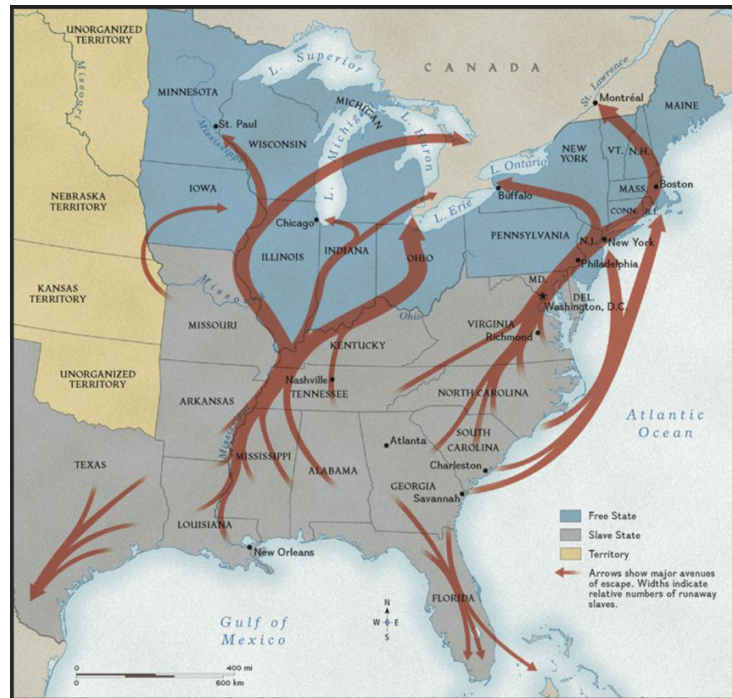 UNORGANIZED
TERRITORY
Missouri
MINNESOTA
St. Paul
Mississippi
L. Superior
CANADA
St. Lawrence
Montréal
MAINE
WISCONSIN
MICHIGAN
L. Michigan
L. Huron
L. Ontario
NEW
YORK
VT.
N.H.
MASS.
Boston
CONN.
R.I.
Buffalo
L. Erie
NEBRASKA
TERRITORY
IOWA
Chicago
ILLINOIS
INDIANA
OHIO
PENNSYLVANIA
N.J.
New York
Philadelphia
KANSAS
TERRITORY
Missouri
MISSOURI
Ohio
MD.
DEL.
Washington, D.C.
VIRGINIA
Richmond
KENTUCKY
UNORGANIZED
TERRITORY
ARKANSAS
Nashville
TENNESSEE
NORTH CAROLINA
SOUTH
CAROLINA
Atlanta
Charleston
Atlantic
Ocean
TEXAS
MISSISSIPPI
ALABAMA
GEORGIA
Savannah
LOUISIANA
New Orleans
FLORIDA
Gulf of
Mexico
N
W
E
S
0
400 mi
0
600 km
Free State
Slave State
Territory
Arrows show major avenues
of escape. Widths indicate
relative numbers of runaway
slaves.